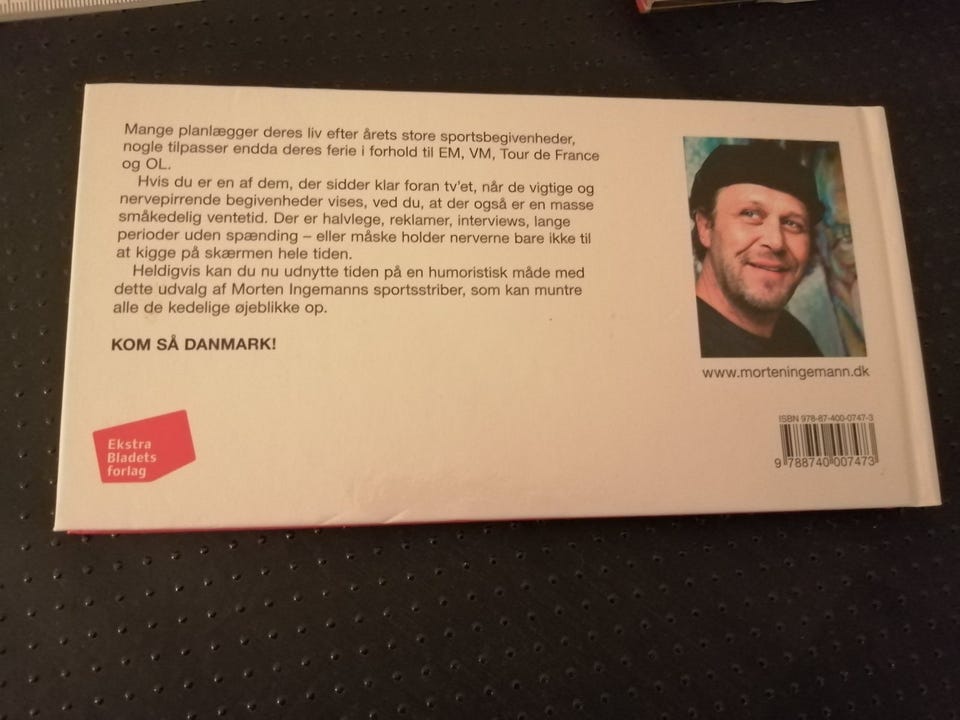 Mange planlægger deres liv efter årets store sportsbegivenheder,
nogle tilpasser endda deres ferie i forhold til EM, VM, Tour de France
og OL.
Hvis du er en af dem, der sidder klar foran tv'et, når de vigtige og
nervepirrende begivenheder vises, ved du, at der også er en masse
småkedelig ventetid. Der er halvlege, reklamer, interviews, lange
perioder uden spænding – eller måske holder nerverne bare ikke til
at kigge på skærmen hele tiden.
Heldigvis kan du nu udnytte tiden på en humoristisk måde med
dette udvalg af Morten Ingemanns sportsstriber, som kan muntre
alle de kedelige øjeblikke op.
KOM SÅ DANMARK!
Ekstra
Bladets
forlag
www.morteningemann.dk
ISBN 978-87-400-0747-3
9 788740 007473